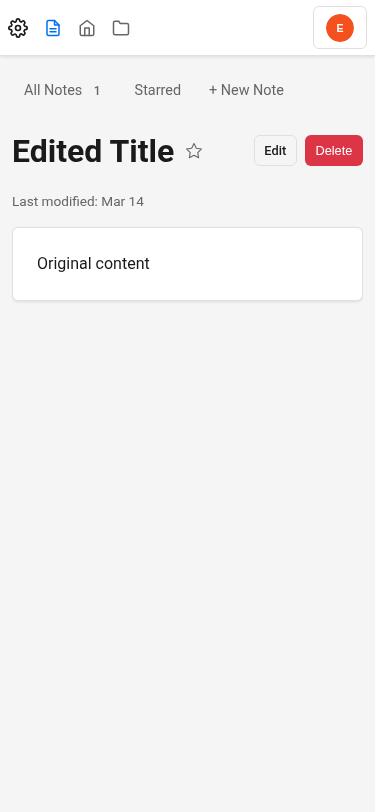 E
All Notes 1 Starred + New Note
Edited Title Edit Delete
Last modified: Mar 14
Original content